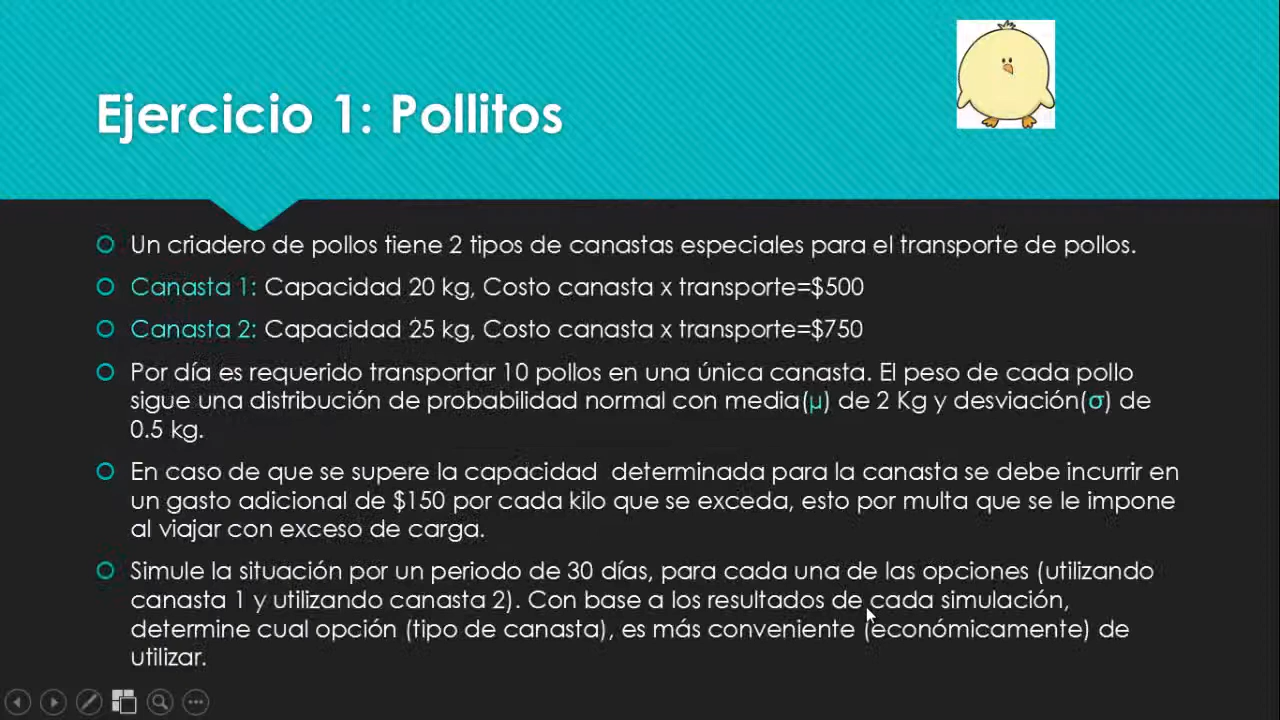 Ejercicio 1: Pollitos
Un criadero de pollos tiene 2 tipos de canastas especiales para el transporte de pollos.
Canasta 1: Capacidad 20 kg, Costo canasta x transporte=$500
Canasta 2: Capacidad 25 kg, Costo canasta x transporte=$750
Por día es requerido transportar 10 pollos en una única canasta. El peso de cada pollo
sigue una distribución de probabilidad normal con media(μ) de 2 Kg y desviación(σ) de
0.5 kg.
En caso de que se supere la capacidad determinada para la canasta se debe incurrir en
un gasto adicional de $150 por cada kilo que se exceda, esto por multa que se le impone
al viajar con exceso de carga.
Simule la situación por un periodo de 30 días, para cada una de las opciones (utilizando
canasta 1 y utilizando canasta 2). Con base a los resultados de cada simulación,
determine cual opción (tipo de canasta), es más conveniente (económicamente) de
utilizar.